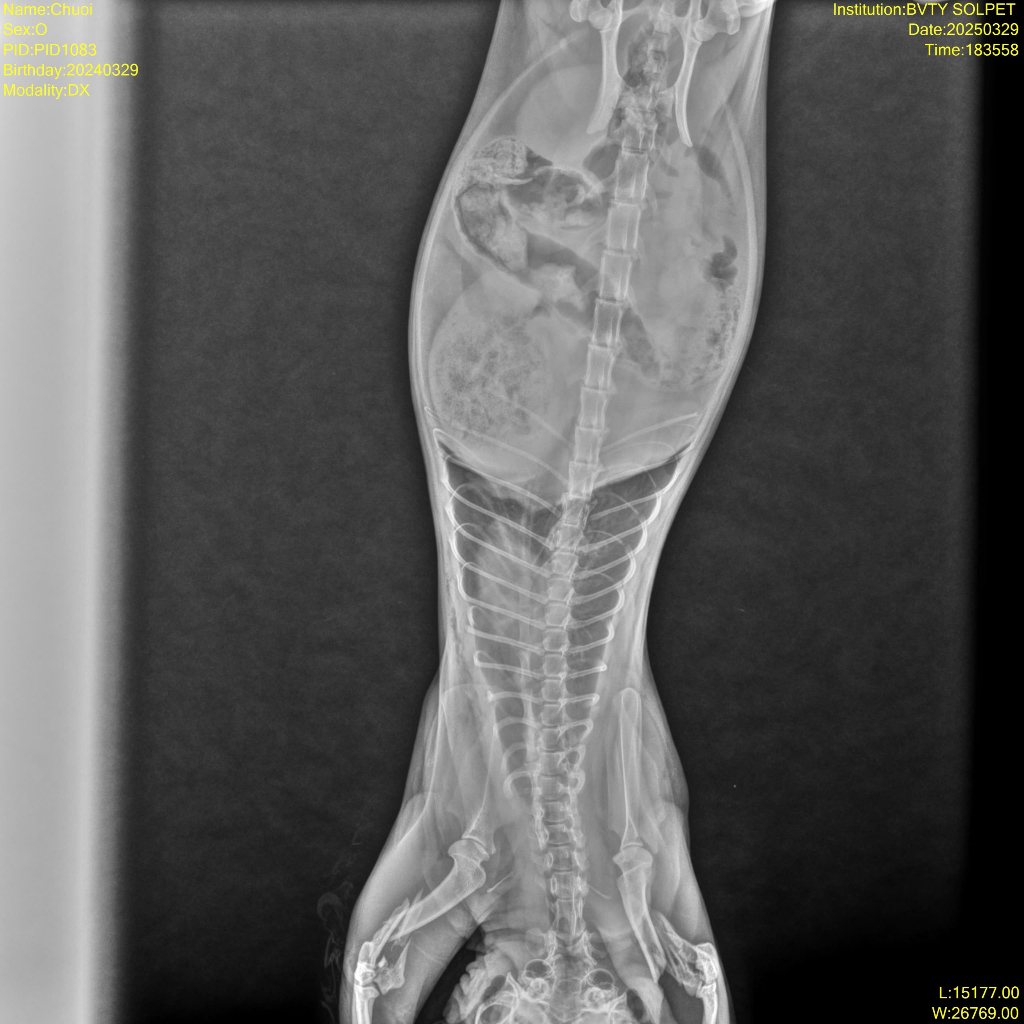 Name:Chuoi
Sex:O
PID:PID1083
Birthday:20240329
Modality:DX
Institution:BVTY SOLPET
Date:20250329
Time:183558
L:15177.00
W:26769.00